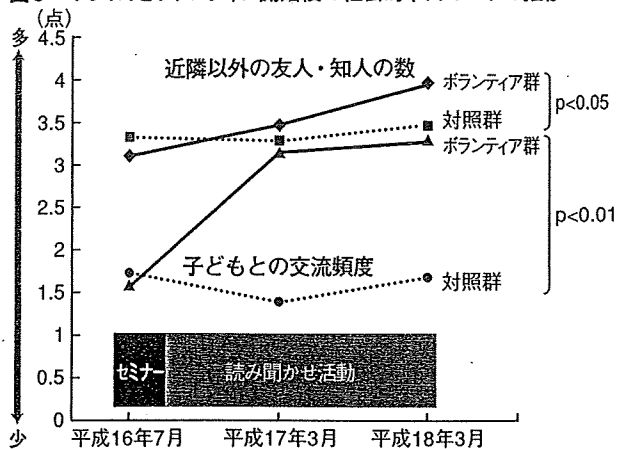 (点)
多
4.5
4
3.5
3
2.5
2
1.5
1
0.5
0
少
近隣以外の友人・知人の数
ボランティア群
p<0.05
対照群
ボランティア群
p<0.01
子どもとの交流頻度
対照群
セミナー
読み聞かせ活動
平成16年7月
平成17年3月
平成18年3月